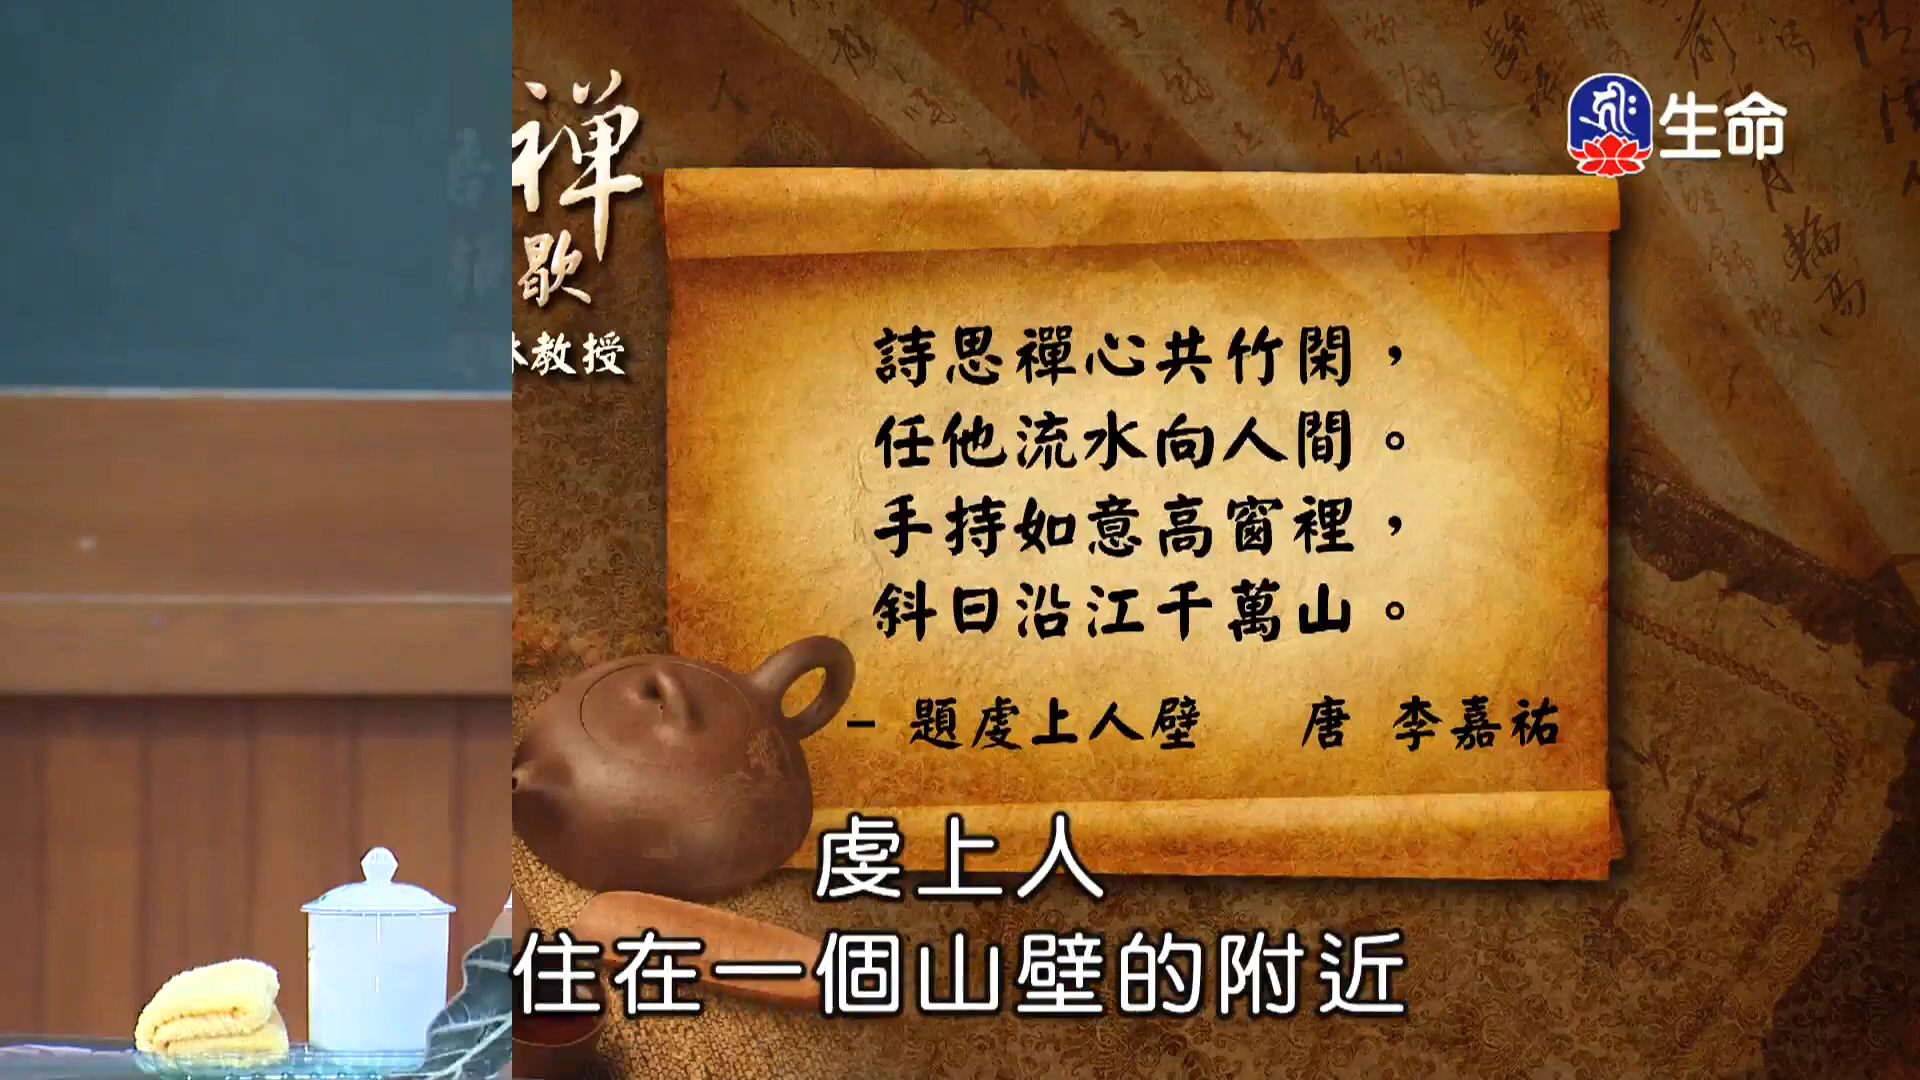 禪
歇
教授
生命
詩思禪心共竹閑，
任他流水向人間。
手持如意高窗裡，
斜日沿江千萬山。
- 題虔上人壁 唐 李嘉祐
虔上人
住在一個山壁的附近